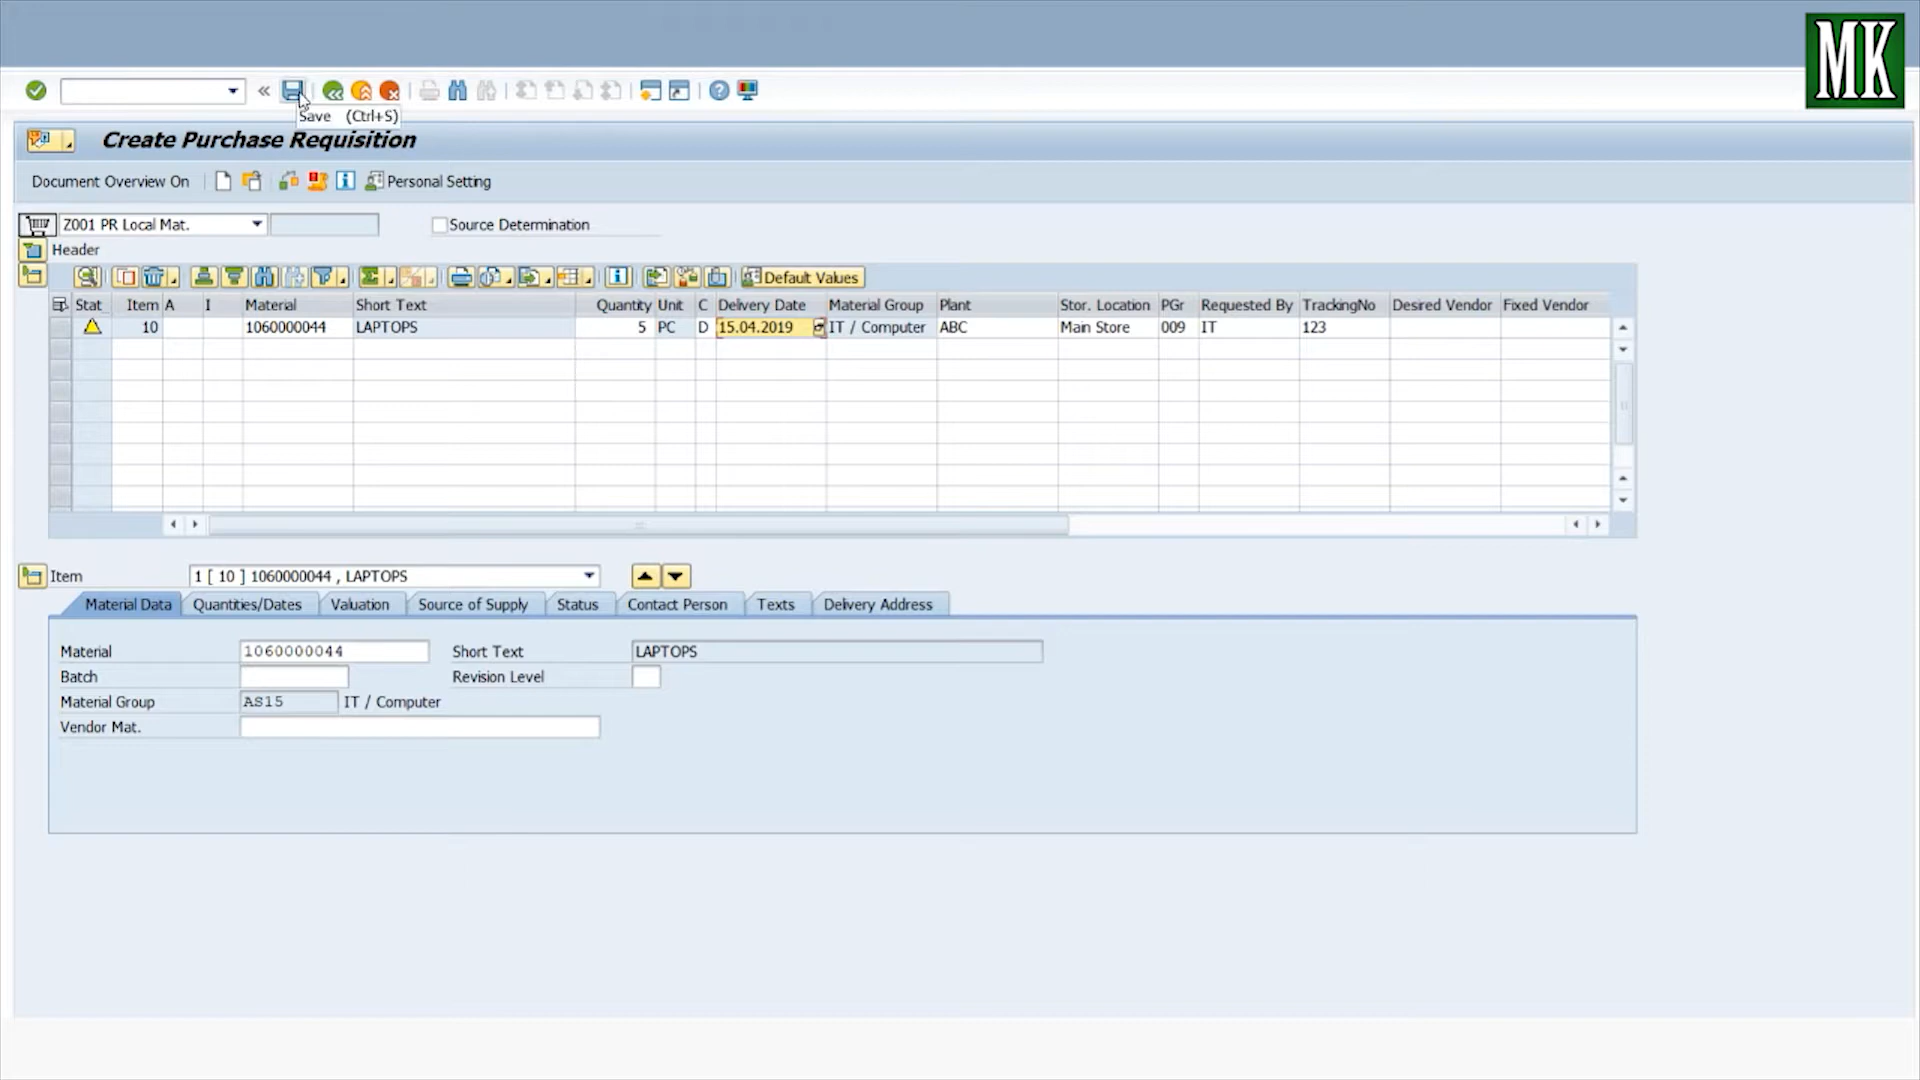 MK
Save (Ctrl+S)
Create Purchase Requisition
Document Overview On Personal Setting
Z001 PR Local Mat. Source Determination
Header
Default Values
Stat Item A I Material Short Text Quantity Unit C Delivery Date Material Group Plant Stor. Location PGr Requested By TrackingNo Desired Vendor Fixed Vendor
10 1060000044 LAPTOPS 5 PC D 15.04.2019 IT / Computer ABC Main Store 009 IT 123
Item 1 [ 10 ] 1060000044 , LAPTOPS
Material Data Quantities/Dates Valuation Source of Supply Status Contact Person Texts Delivery Address
Material 1060000044 Short Text LAPTOPS
Batch Revision Level
Material Group AS15 IT / Computer
Vendor Mat.